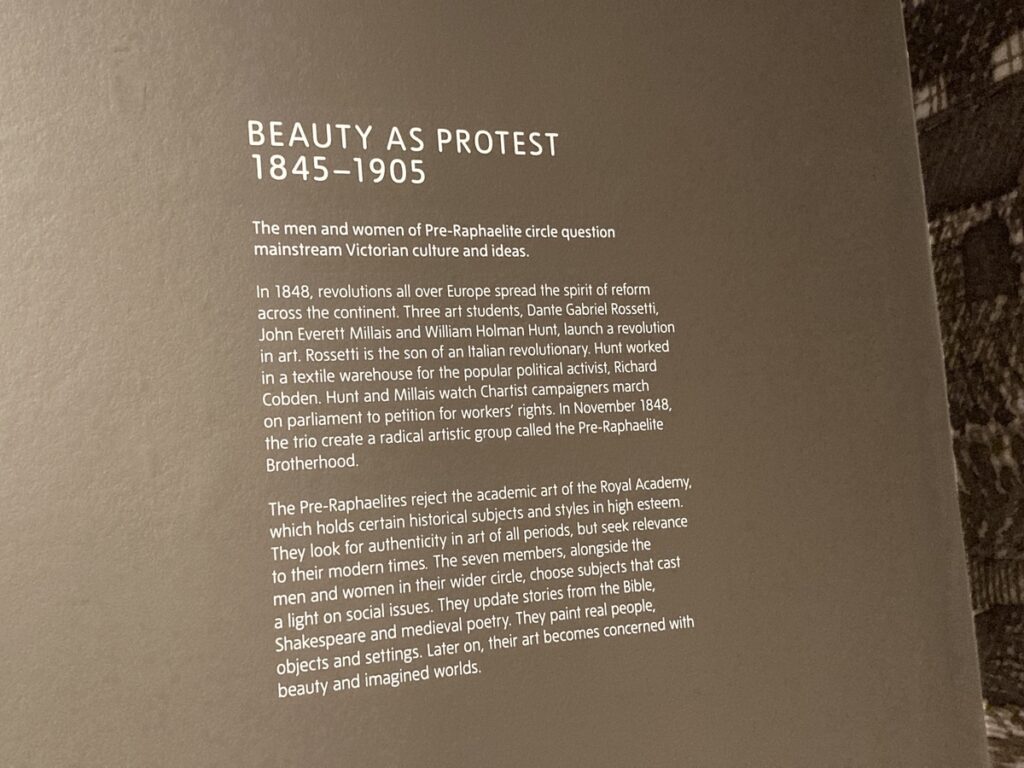 BEAUTY AS PROTEST
1845–1905
The men and women of Pre-Raphaelite circle question
mainstream Victorian culture and ideas.
In 1848, revolutions all over Europe spread the spirit of reform
across the continent. Three art students, Dante Gabriel Rossetti,
John Everett Millais and William Holman Hunt, launch a revolution
in art. Rossetti is the son of an Italian revolutionary. Hunt worked
in a textile warehouse for the popular political activist, Richard
Cobden. Hunt and Millais watch Chartist campaigners march
on parliament to petition for workers’ rights. In November 1848,
the trio create a radical artistic group called the Pre-Raphaelite
Brotherhood.
The Pre-Raphaelites reject the academic art of the Royal Academy,
which holds certain historical subjects and styles in high esteem.
They look for authenticity in art of all periods, but seek relevance
to their modern times. The seven members, alongside the
men and women in their wider circle, choose subjects that cast
a light on social issues. They update stories from the Bible,
Shakespeare and medieval poetry. They paint real people,
objects and settings. Later on, their art becomes concerned with
beauty and imagined worlds.